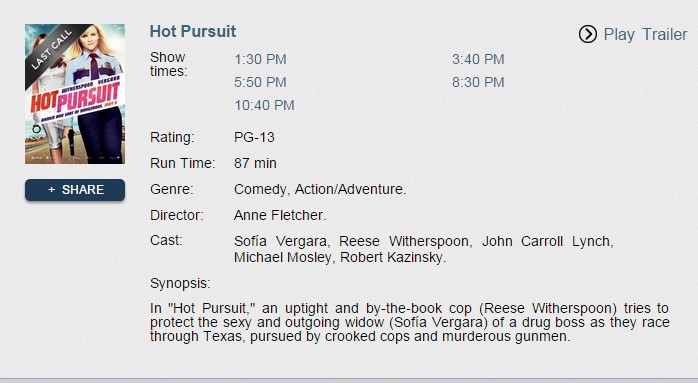 LAST CALL
WITHERSPOON VERGARA
HOT PURSUIT
+ SHARE
Hot Pursuit
Play Trailer
Show times:
1:30 PM 3:40 PM
5:50 PM 8:30 PM
10:40 PM
Rating: PG-13
Run Time: 87 min
Genre: Comedy, Action/Adventure.
Director: Anne Fletcher.
Cast: Sofía Vergara, Reese Witherspoon, John Carroll Lynch,
Michael Mosley, Robert Kazinsky.
Synopsis:
In "Hot Pursuit," an uptight and by-the-book cop (Reese Witherspoon) tries to
protect the sexy and outgoing widow (Sofía Vergara) of a drug boss as they race
through Texas, pursued by crooked cops and murderous gunmen.